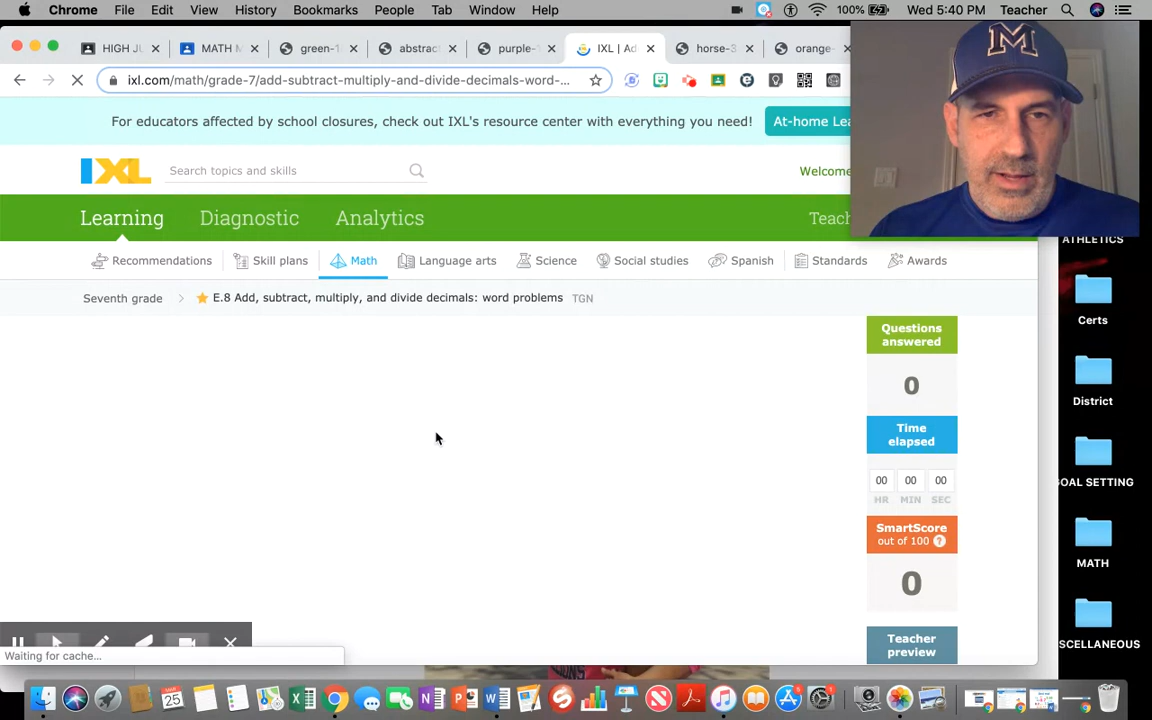 Chrome File Edit View History Bookmarks People Tab Window Help 100% Wed 5:40 PM Teacher
HIGH JU MATH M green-1 abstrac purple-1 IXL | Ad horse-3 orange-
ixl.com/math/grade-7/add-subtract-multiply-and-divide-decimals-word-...
For educators affected by school closures, check out IXL's resource center with everything you need! At-home Lea
IXL Search topics and skills Welcome
Learning Diagnostic Analytics Teach
ATHLETICS
Recommendations Skill plans Math Language arts Science Social studies Spanish Standards Awards
Seventh grade E.8 Add, subtract, multiply, and divide decimals: word problems TGN
Certs
Questions
answered
0
District
Time
elapsed
00 00 00
HR MIN SEC
GOAL SETTING
SmartScore
out of 100 ?
0
MATH
Teacher
preview
SCELLANEOUS
Waiting for cache...
25